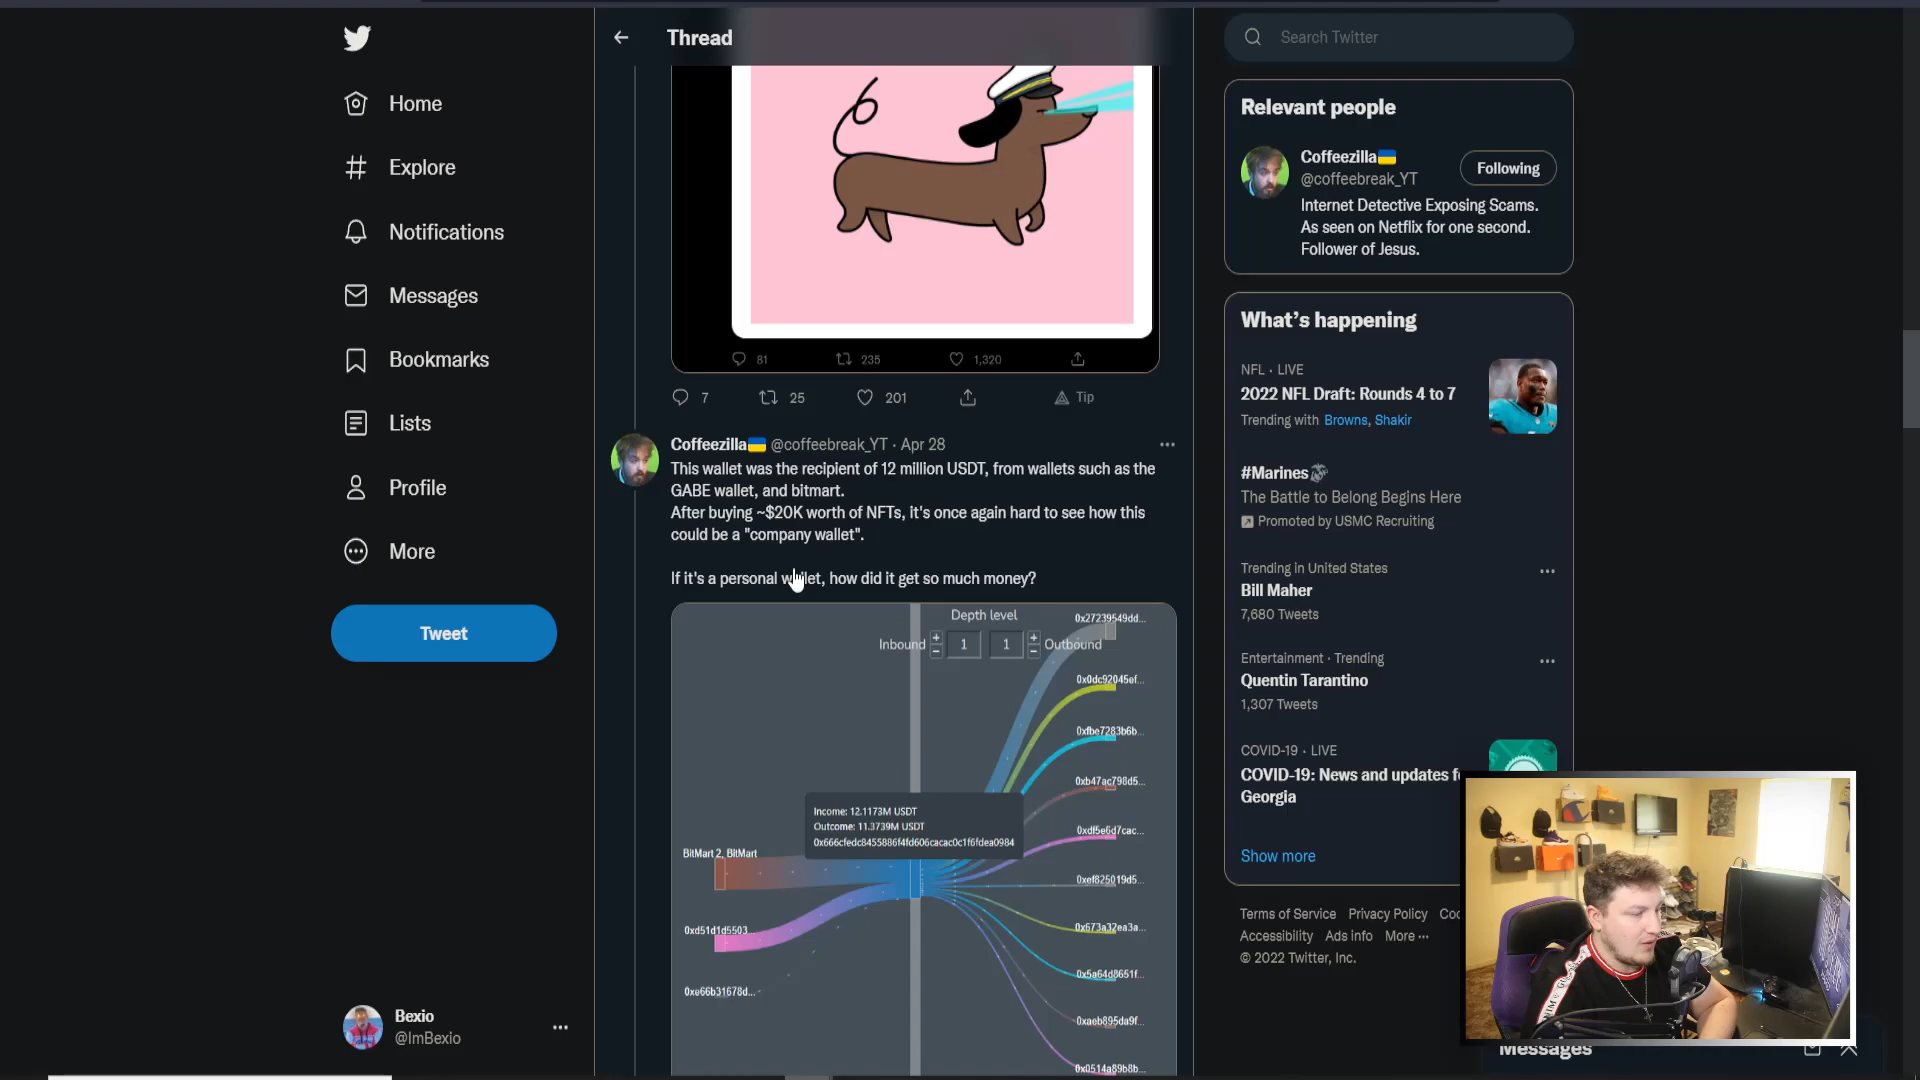 Thread
Search Twitter
Home
Explore
Notifications
Messages
Bookmarks
Lists
Profile
More
Tweet
Bexio
@ImBexio
81
235
1,320
7
25
201
Tip
Coffeezilla @coffeebreak_YT · Apr 28
This wallet was the recipient of 12 million USDT, from wallets such as the
GABE wallet, and bitmart.
After buying ~$20K worth of NFTs, it's once again hard to see how this
could be a "company wallet".
If it's a personal wallet, how did it get so much money?
Depth level
Inbound + - 1 1 + - Outbound
0x27239549dd...
0x0dc92045ef...
0xfbe7283b6b...
0xb47ac798d5...
0xdf5e6d7cac...
0xef825019d5...
0x673a32ea3a...
0x5a64d8651f...
0xaeb895da9f...
0x0514a89b8b...
Income: 12.1173M USDT
Outcome: 11.3739M USDT
0x666cfedc8455886f4fd606cacac0c1f6fdea0984
BitMart 2, BitMart
0xd51d1d5503...
0xe66b31678d...
Relevant people
Coffeezilla
@coffeebreak_YT
Following
Internet Detective Exposing Scams.
As seen on Netflix for one second.
Follower of Jesus.
What's happening
NFL · LIVE
2022 NFL Draft: Rounds 4 to 7
Trending with Browns, Shakir
#Marines
The Battle to Belong Begins Here
Promoted by USMC Recruiting
Trending in United States
Bill Maher
7,680 Tweets
Entertainment · Trending
Quentin Tarantino
1,307 Tweets
COVID-19 · LIVE
COVID-19: News and updates
Georgia
Show more
Terms of Service Privacy Policy
Accessibility Ads info More ···
© 2022 Twitter, Inc.
Messages